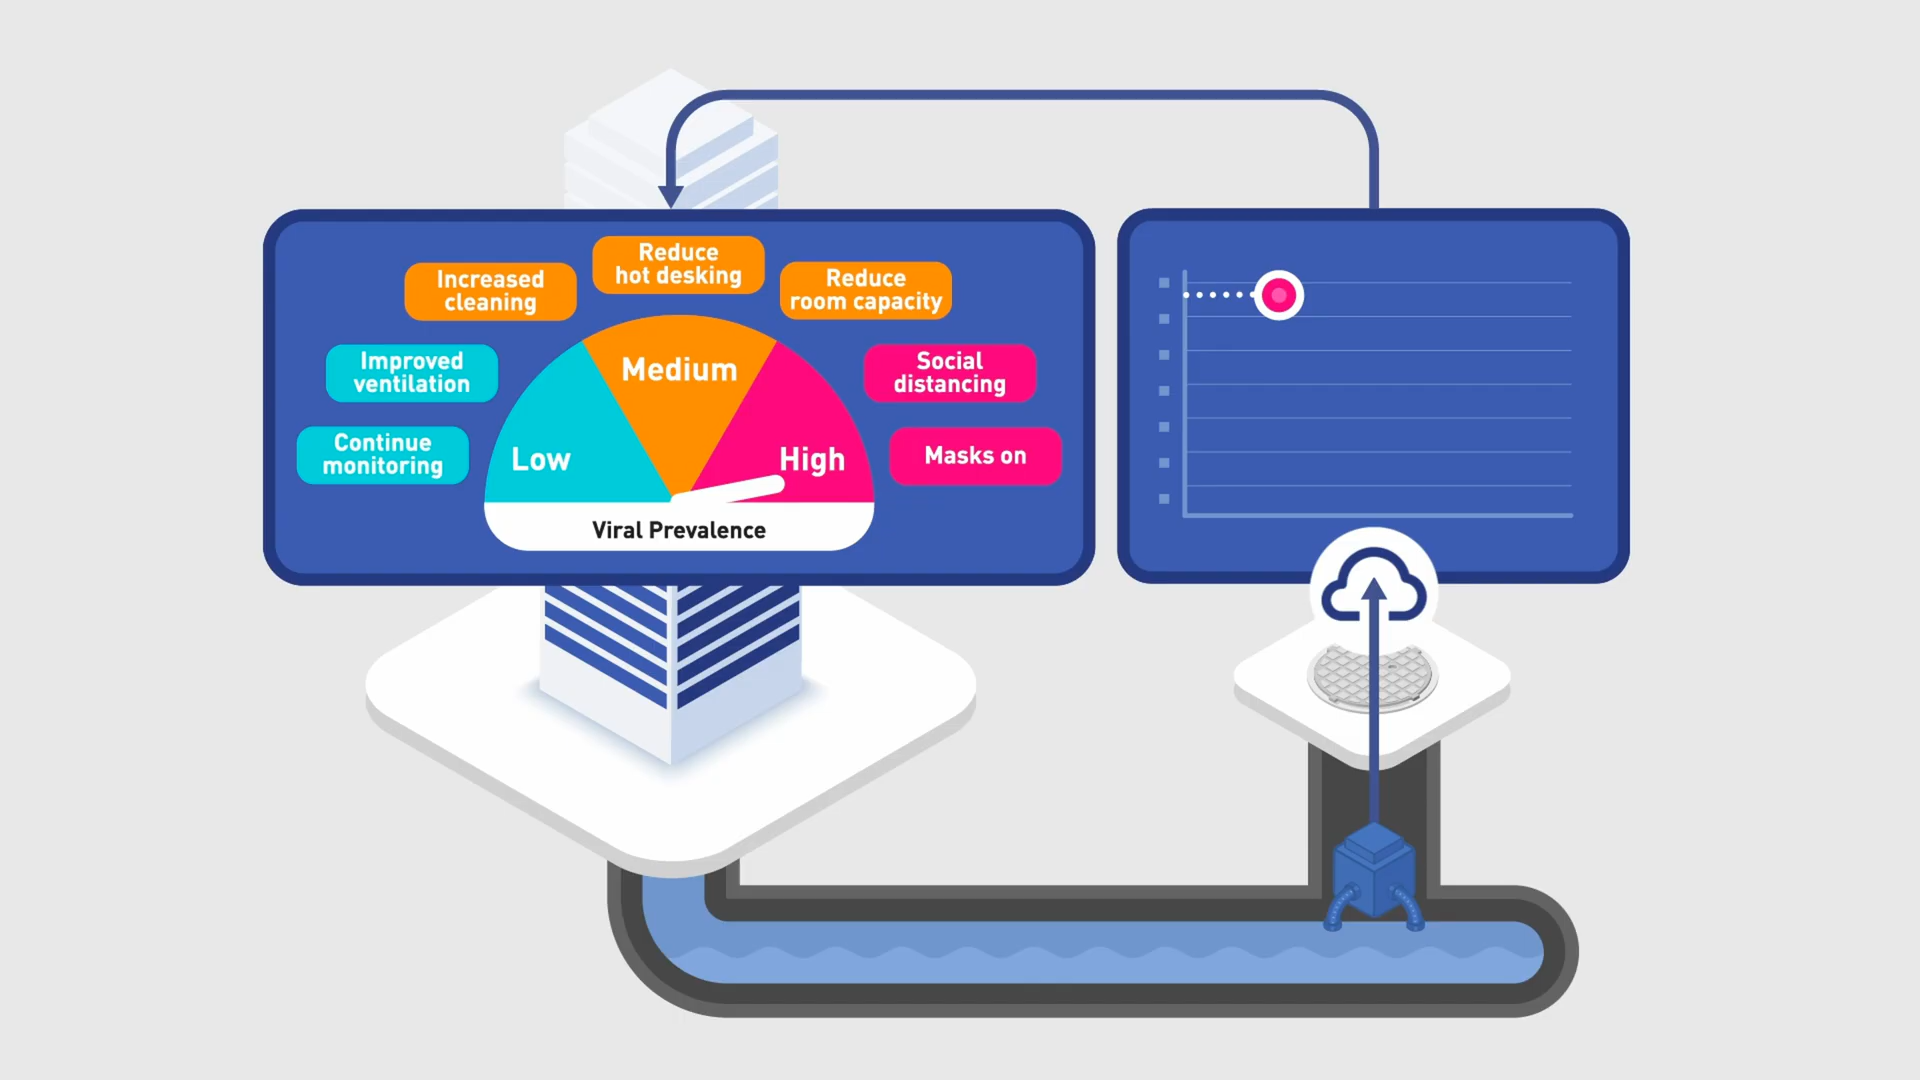 Reduce
hot desking
Increased
cleaning
Reduce
room capacity
Improved
ventilation
Medium
Social
distancing
Continue
monitoring
Low
High
Masks on
Viral Prevalence